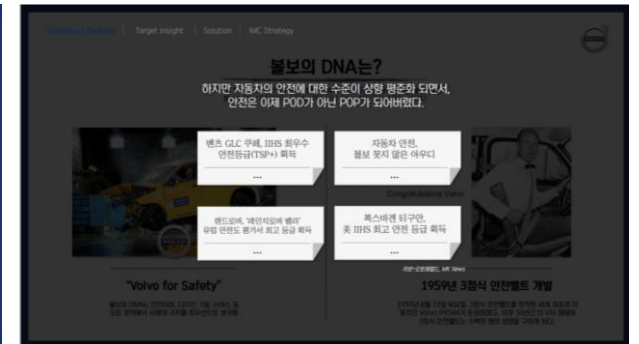 Target Insight | Solution | IMC Strategy
볼보의 DNA는?
하지만 자동차의 안전에 대한 수준이 상향 평준화 되면서,
안전은 이제 POD가 아닌 POP가 되어버렸다.
벤츠 GLC 쿠페, IIHS 최우수
안전등급(TSP+) 획득
...
자동차 안전,
볼보 못지 않은 아우디
...
랜드로버, '레인지로버 벨라'
유럽 안전도 평가서 최고 등급 획득
...
폭스바겐 티구안,
美 IIHS 최고 안전 등급 획득
...
Congratulations Volvo
"Volvo for Safety"
1959년 3점식 안전벨트 개발